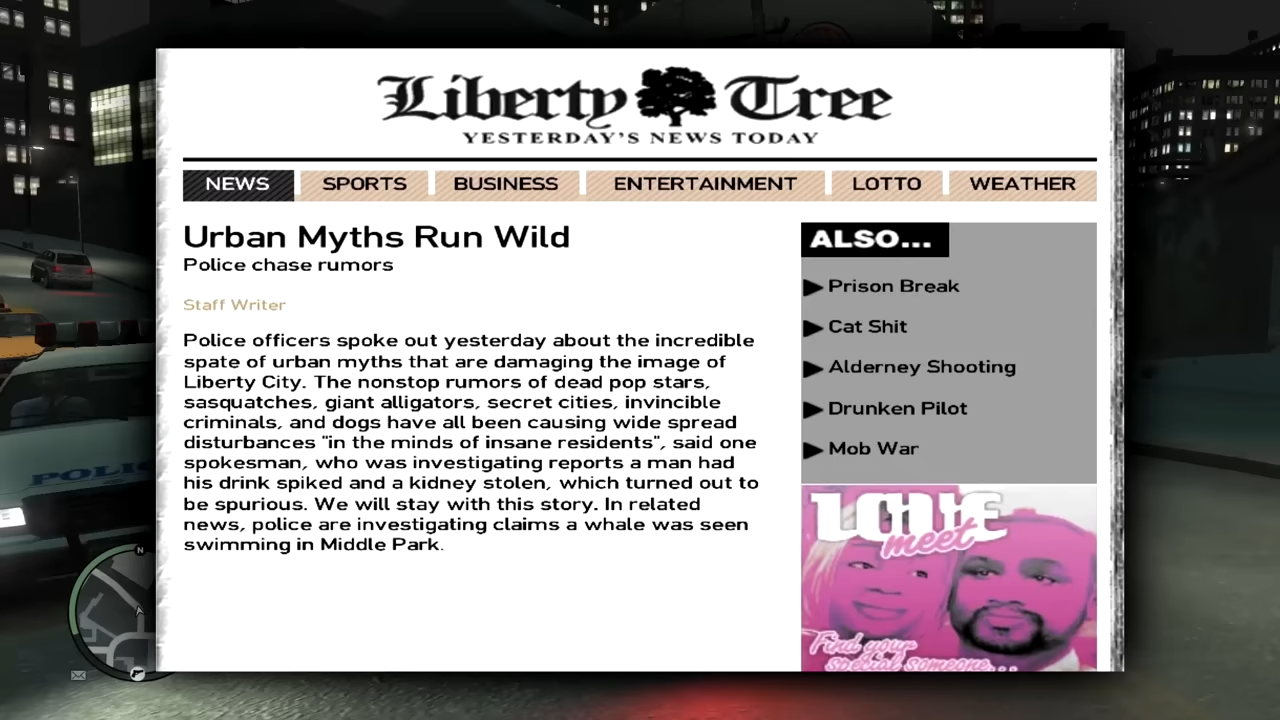 Liberty Tree
YESTERDAY'S NEWS TODAY
NEWS
SPORTS
BUSINESS
ENTERTAINMENT
LOTTO
WEATHER
Urban Myths Run Wild
Police chase rumors
Staff Writer
Police officers spoke out yesterday about the incredible
spate of urban myths that are damaging the image of
Liberty City. The nonstop rumors of dead pop stars,
sasquatches, giant alligators, secret cities, invincible
criminals, and dogs have all been causing wide spread
disturbances "in the minds of insane residents", said one
spokesman, who was investigating reports a man had
his drink spiked and a kidney stolen, which turned out to
be spurious. We will stay with this story. In related
news, police are investigating claims a whale was seen
swimming in Middle Park.
ALSO...
Prison Break
Cat Shit
Alderney Shooting
Drunken Pilot
Mob War
LOVE
meet
Find your
special someone...
POLIC
N